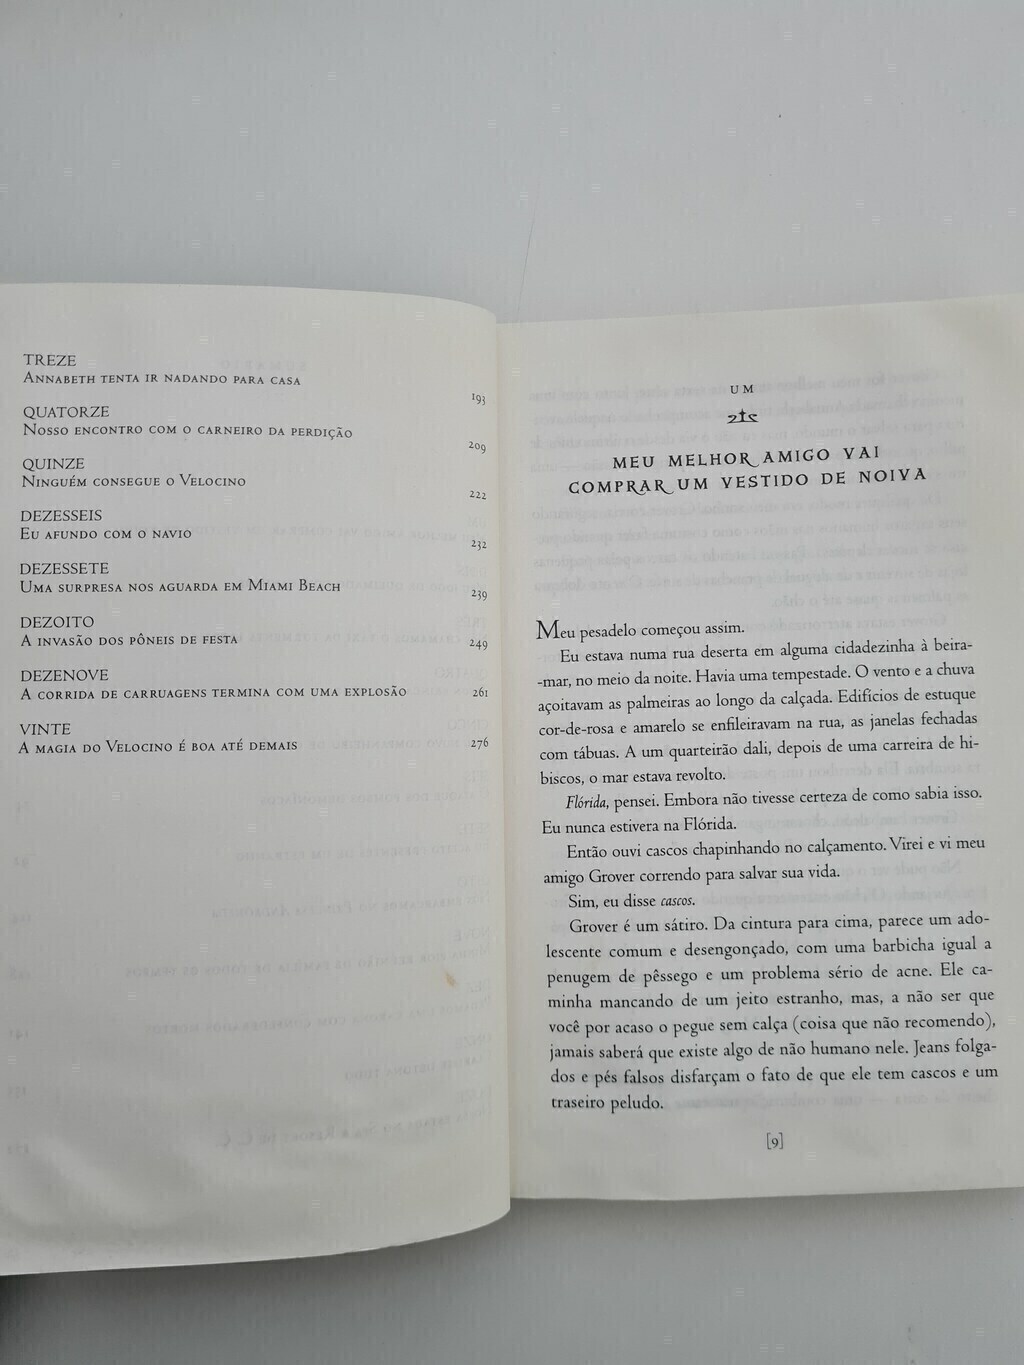 TREZE
Annabeth tenta ir nadando para casa
193
QUATORZE
Nosso encontro com o carneiro da perdição
209
QUINZE
Ninguém consegue o Velocino
222
DEZESSEIS
Eu afundo com o navio
232
DEZESSETE
Uma surpresa nos aguarda em Miami Beach
239
DEZOITO
A invasão dos pôneis de festa
249
DEZENOVE
A corrida de carruagens termina com uma explosão 261
VINTE
A magia do Velocino é boa até demais 276
UM
MEU MELHOR AMIGO VAI
COMPRAR UM VESTIDO DE NOIVA
Meu pesadelo começou assim.
Eu estava numa rua deserta em alguma cidadezinha à beira-
-mar, no meio da noite. Havia uma tempestade. O vento e a chuva
açoitavam as palmeiras ao longo da calçada. Edifícios de estuque
cor-de-rosa e amarelo se enfileiravam na rua, as janelas fechadas
com tábuas. A um quarteirão dali, depois de uma carreira de hi-
biscos, o mar estava revolto.
Flórida, pensei. Embora não tivesse certeza de como sabia isso.
Eu nunca estivera na Flórida.
Então ouvi cascos chapinhando no calçamento. Virei e vi meu
amigo Grover correndo para salvar sua vida.
Sim, eu disse cascos.
Grover é um sátiro. Da cintura para cima, parece um ado-
lescente comum e desengonçado, com uma barbicha igual a
penugem de pêssego e um problema sério de acne. Ele ca-
minha mancando de um jeito estranho, mas, a não ser que
você por acaso o pegue sem calça (coisa que não recomendo),
jamais saberá que existe algo de não humano nele. Jeans folga-
dos e pés falsos disfarçam o fato de que ele tem cascos e um
traseiro peludo.
[9]